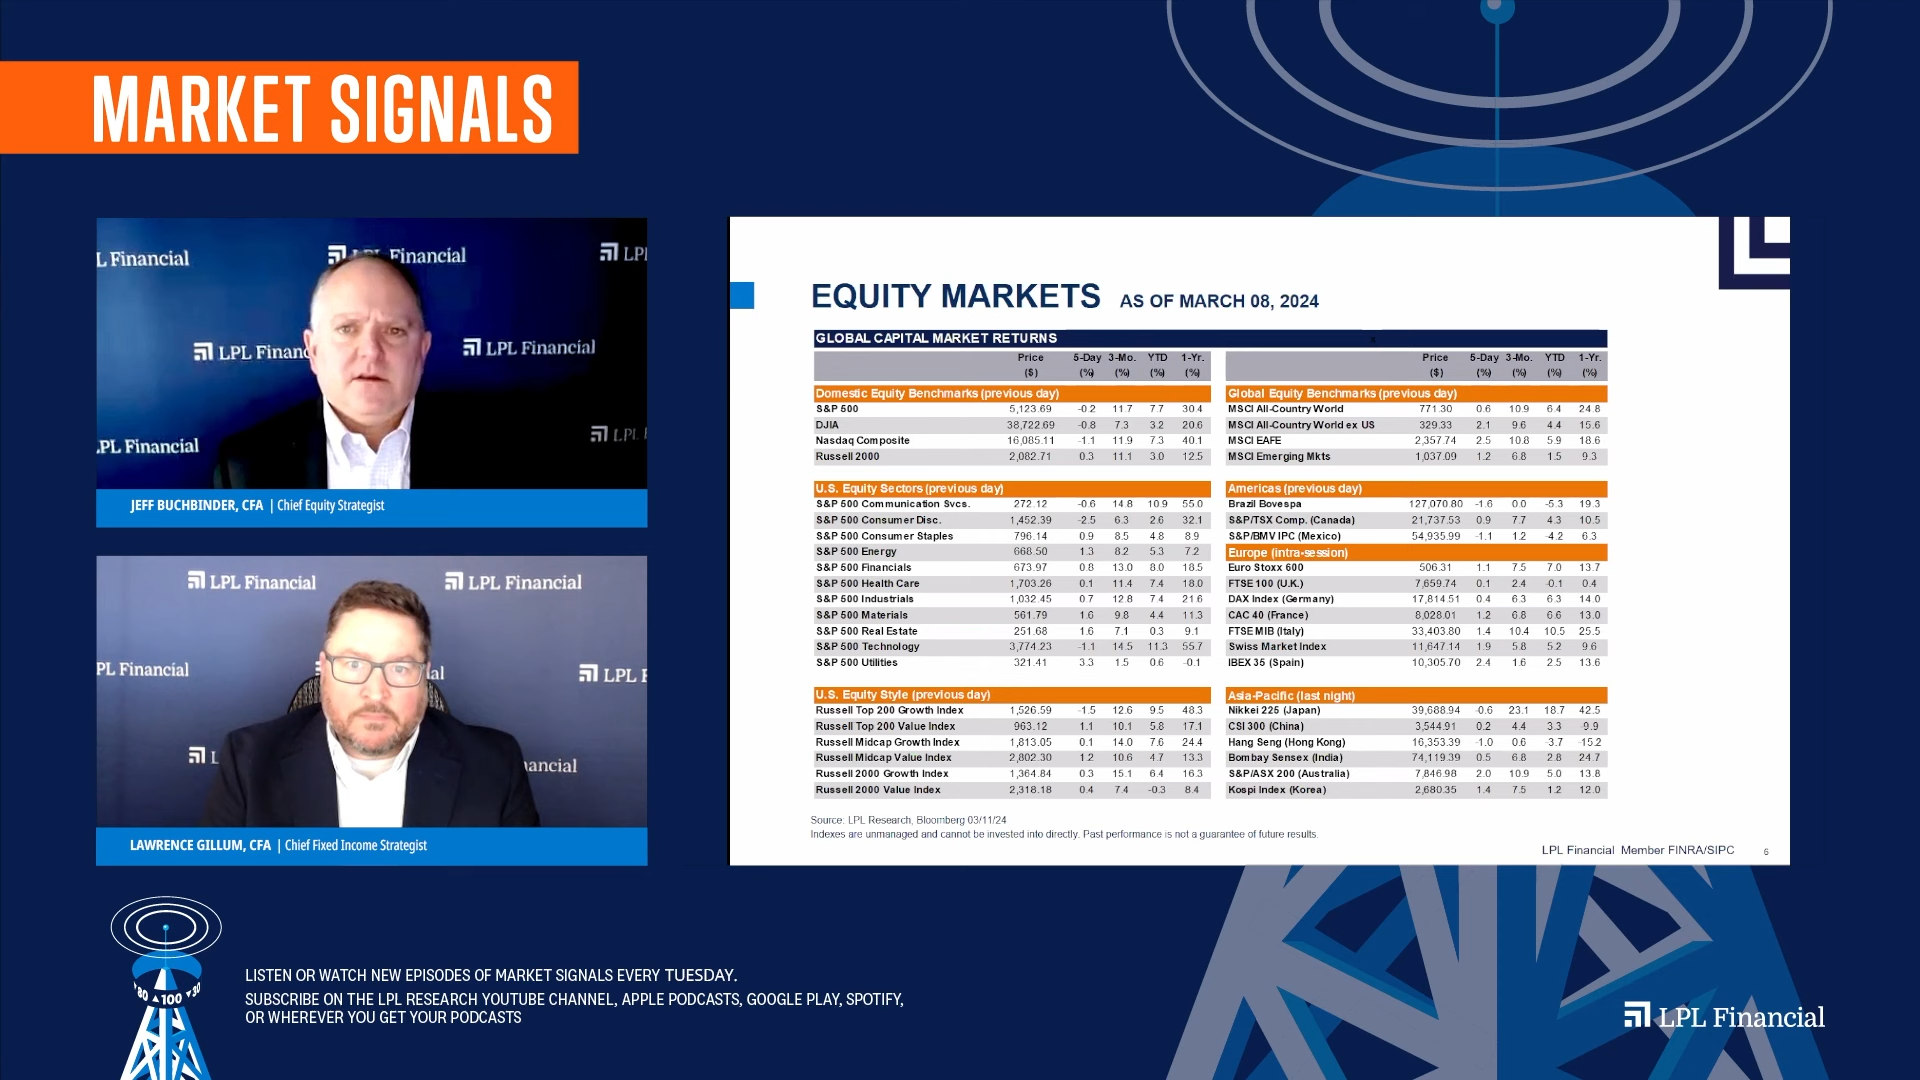 MARKET SIGNALS
L Financial
LPL Financial
LPL
LPL Financ
LPL Financial
PL Financial
LPL F
JEFF BUCHBINDER, CFA | Chief Equity Strategist
LPL Financial
LPL Financial
PL Financial
ial
LPL F
L
ancial
LAWRENCE GILLUM, CFA | Chief Fixed Income Strategist
EQUITY MARKETS AS OF MARCH 08, 2024
GLOBAL CAPITAL MARKET RETURNS
Price 5-Day 3-Mo. YTD 1-Yr.
($) (%) (%) (%) (%)
Domestic Equity Benchmarks (previous day)
S&P 500 5,123.69 -0.2 11.7 7.7 30.4
DJIA 38,722.69 -0.8 7.3 3.2 20.6
Nasdaq Composite 16,085.11 -1.1 11.9 7.3 40.1
Russell 2000 2,082.71 0.3 11.1 3.0 12.5
U.S. Equity Sectors (previous day)
S&P 500 Communication Svcs. 272.12 -0.6 14.8 10.9 55.0
S&P 500 Consumer Disc. 1,452.39 -2.5 6.3 2.6 32.1
S&P 500 Consumer Staples 796.14 0.9 8.5 4.8 8.9
S&P 500 Energy 668.50 1.3 8.2 5.3 7.2
S&P 500 Financials 673.97 0.8 13.0 8.0 18.5
S&P 500 Health Care 1,703.26 0.1 11.4 7.4 18.0
S&P 500 Industrials 1,032.45 0.7 12.8 7.4 21.6
S&P 500 Materials 561.79 1.6 9.8 4.4 11.3
S&P 500 Real Estate 251.68 1.6 7.1 0.3 9.1
S&P 500 Technology 3,774.23 -1.1 14.5 11.3 55.7
S&P 500 Utilities 321.41 3.3 1.5 0.6 -0.1
U.S. Equity Style (previous day)
Russell Top 200 Growth Index 1,526.59 -1.5 12.6 9.5 48.3
Russell Top 200 Value Index 963.12 1.1 10.1 5.8 17.1
Russell Midcap Growth Index 1,813.05 0.1 14.0 7.6 24.4
Russell Midcap Value Index 2,802.30 1.2 10.6 4.7 13.3
Russell 2000 Growth Index 1,364.84 0.3 15.1 6.4 16.3
Russell 2000 Value Index 2,318.18 0.4 7.4 -0.3 8.4
Price 5-Day 3-Mo. YTD 1-Yr.
($) (%) (%) (%) (%)
Global Equity Benchmarks (previous day)
MSCI All-Country World 771.30 0.6 10.9 6.4 24.8
MSCI All-Country World ex US 329.33 2.1 9.6 4.4 15.6
MSCI EAFE 2,357.74 2.5 10.8 5.9 18.6
MSCI Emerging Mkts 1,037.09 1.2 6.8 1.5 9.3
Americas (previous day)
Brazil Bovespa 127,070.80 -1.6 0.0 -5.3 19.3
S&P/TSX Comp. (Canada) 21,737.53 0.9 7.7 4.3 10.5
S&P/BMV IPC (Mexico) 54,935.99 -1.1 1.2 -4.2 6.3
Europe (intra-session)
Euro Stoxx 600 506.31 1.1 7.5 7.0 13.7
FTSE 100 (U.K.) 7,659.74 0.1 2.4 -0.1 0.4
DAX Index (Germany) 17,814.51 0.4 6.3 6.3 14.0
CAC 40 (France) 8,028.01 1.2 6.8 6.6 13.0
FTSE MIB (Italy) 33,403.80 1.4 10.4 10.5 25.5
Swiss Market Index 11,647.14 1.9 5.8 5.2 9.6
IBEX 35 (Spain) 10,305.70 2.4 1.6 2.5 13.6
Asia-Pacific (last night)
Nikkei 225 (Japan) 39,688.94 -0.6 23.1 18.7 42.5
CSI 300 (China) 3,544.91 0.2 4.4 3.3 -9.9
Hang Seng (Hong Kong) 16,353.39 -1.0 0.6 -3.7 -15.2
Bombay Sensex (India) 74,119.39 0.5 6.8 2.8 24.7
S&P/ASX 200 (Australia) 7,846.98 2.0 10.9 5.0 13.8
Kospi Index (Korea) 2,680.35 1.4 7.5 1.2 12.0
Source: LPL Research, Bloomberg 03/11/24
Indexes are unmanaged and cannot be invested into directly. Past performance is not a guarantee of future results.
LPL Financial Member FINRA/SIPC 6
80 100 30
LISTEN OR WATCH NEW EPISODES OF MARKET SIGNALS EVERY TUESDAY.
SUBSCRIBE ON THE LPL RESEARCH YOUTUBE CHANNEL, APPLE PODCASTS, GOOGLE PLAY, SPOTIFY,
OR WHEREVER YOU GET YOUR PODCASTS
LPL Financial